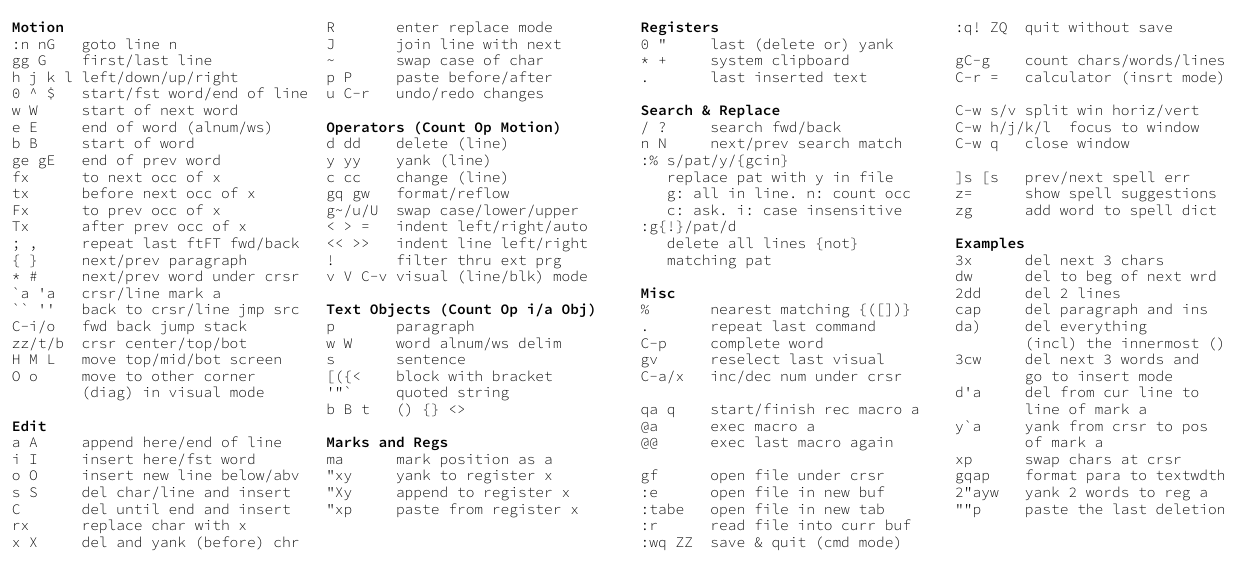 Motion
:n nG goto line n
gg G first/last line
h j k l left/down/up/right
0 ^ $ start/fst word/end of line
w W start of next word
e E end of word (alnum/ws)
b B start of word
ge gE end of prev word
fx to next occ of x
tx before next occ of x
Fx to prev occ of x
Tx after prev occ of x
; , repeat last ftFT fwd/back
{ } next/prev paragraph
* # next/prev word under crsr
`a 'a crsr/line mark a
`` '' back to crsr/line jmp src
C-i/o fwd back jump stack
zz/t/b crsr center/top/bot
H M L move top/mid/bot screen
O o move to other corner
(diag) in visual mode
Edit
a A append here/end of line
i I insert here/fst word
o O insert new line below/abv
s S del char/line and insert
C del until end and insert
rx replace char with x
x X del and yank (before) chr
R enter replace mode
J join line with next
~ swap case of char
p P paste before/after
u C-r undo/redo changes
Operators (Count Op Motion)
d dd delete (line)
y yy yank (line)
c cc change (line)
gq gw format/reflow
g~/u/U swap case/lower/upper
< > = indent left/right/auto
<< >> indent line left/right
! filter thru ext prg
v V C-v visual (line/blk) mode
Text Objects (Count Op i/a Obj)
p paragraph
w W word alnum/ws delim
s sentence
[({< block with bracket
'"` quoted string
b B t () {} <>
Marks and Regs
ma mark position as a
"xy yank to register x
"Xy append to register x
"xp paste from register x
Registers
0 " last (delete or) yank
* + system clipboard
. last inserted text
Search & Replace
/ ? search fwd/back
n N next/prev search match
:% s/pat/y/{gcin}
replace pat with y in file
g: all in line. n: count occ
c: ask. i: case insensitive
:g{!}/pat/d
delete all lines {not}
matching pat
Misc
% nearest matching {([])}
. repeat last command
C-p complete word
gv reselect last visual
C-a/x inc/dec num under crsr
qa q start/finish rec macro a
@a exec macro a
@@ exec last macro again
gf open file under crsr
:e open file in new buf
:tabe open file in new tab
:r read file into curr buf
:wq ZZ save & quit (cmd mode)
:q! ZQ quit without save
gC-g count chars/words/lines
C-r = calculator (insrt mode)
C-w s/v split win horiz/vert
C-w h/j/k/l focus to window
C-w q close window
]s [s prev/next spell err
z= show spell suggestions
zg add word to spell dict
Examples
3x del next 3 chars
dw del to beg of next wrd
2dd del 2 lines
cap del paragraph and ins
da) del everything
(incl) the innermost ()
3cw del next 3 words and
go to insert mode
d'a del from cur line to
line of mark a
y`a yank from crsr to pos
of mark a
xp swap chars at crsr
gqap format para to textwdth
2"ayw yank 2 words to reg a
""p paste the last deletion